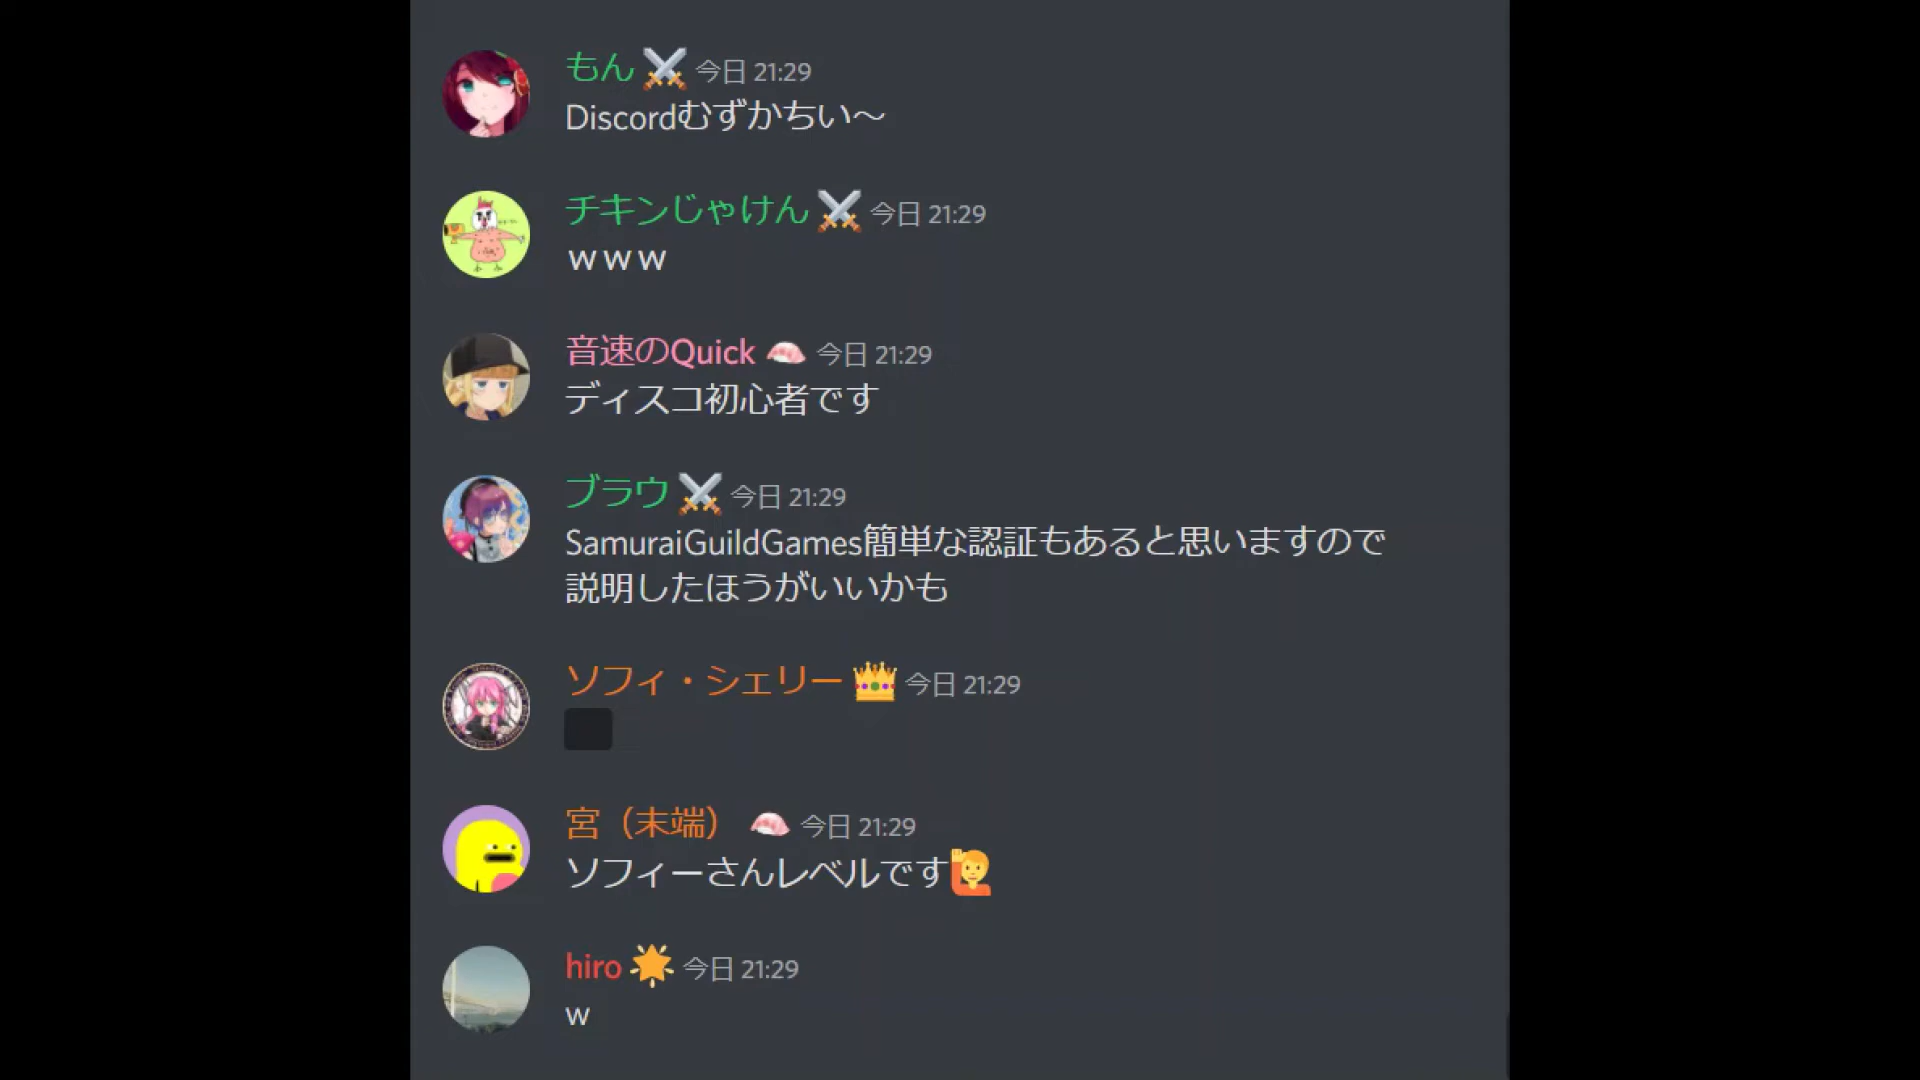 もん⚔️ 今日 21:29
Discordむずかちい～
チキンじゃけん⚔️ 今日 21:29
ｗｗｗ
音速のQuick 今日 21:29
ディスコ初心者です
ブラウ⚔️ 今日 21:29
SamuraiGuildGames簡単な認証もあると思いますので
説明したほうがいいかも
ソフィ・シェリー👑 今日 21:29
宮（末端） 今日 21:29
ソフィーさんレベルです🙋
hiro🌟 今日 21:29
w